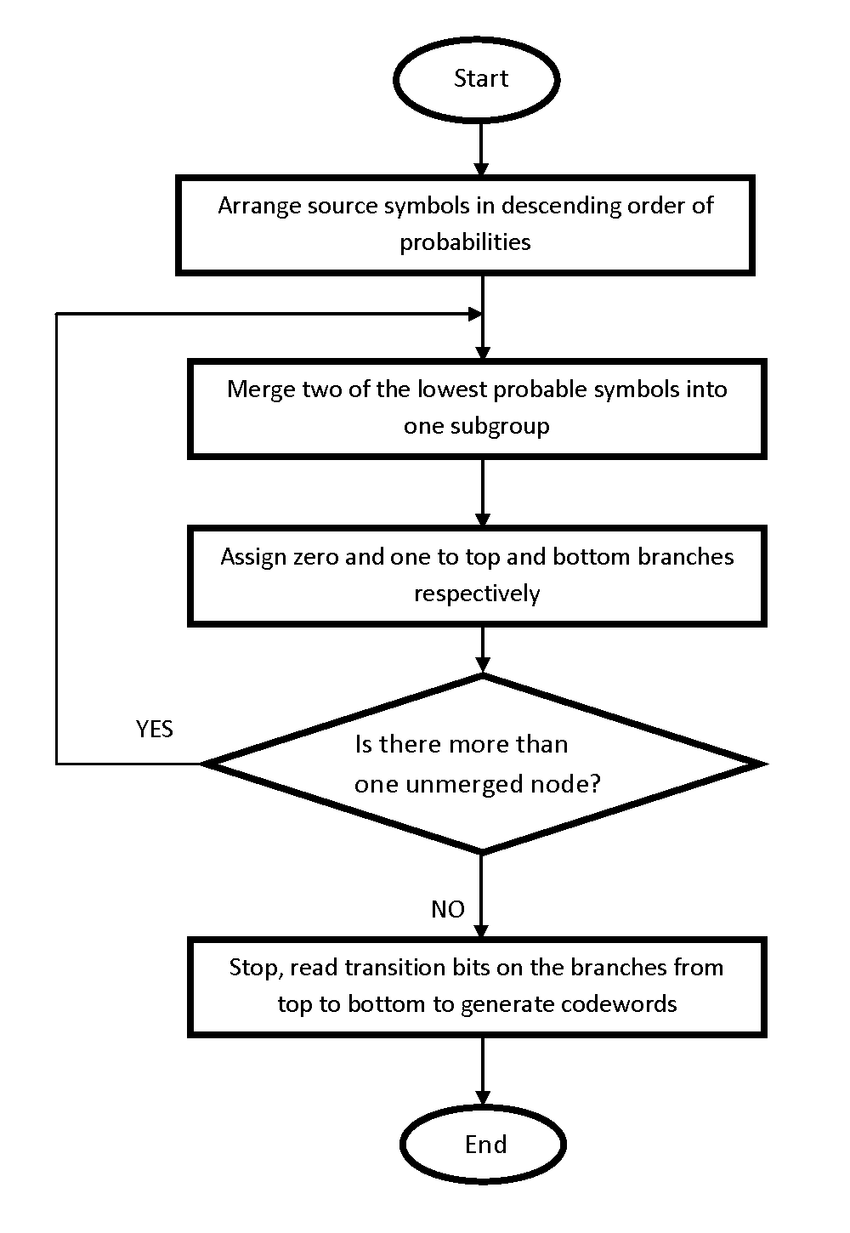 Start
Arrange source symbols in descending order of
probabilities
Merge two of the lowest probable symbols into
one subgroup
Assign zero and one to top and bottom branches
respectively
YES
Is there more than
one unmerged node?
NO
Stop, read transition bits on the branches from
top to bottom to generate codewords
End